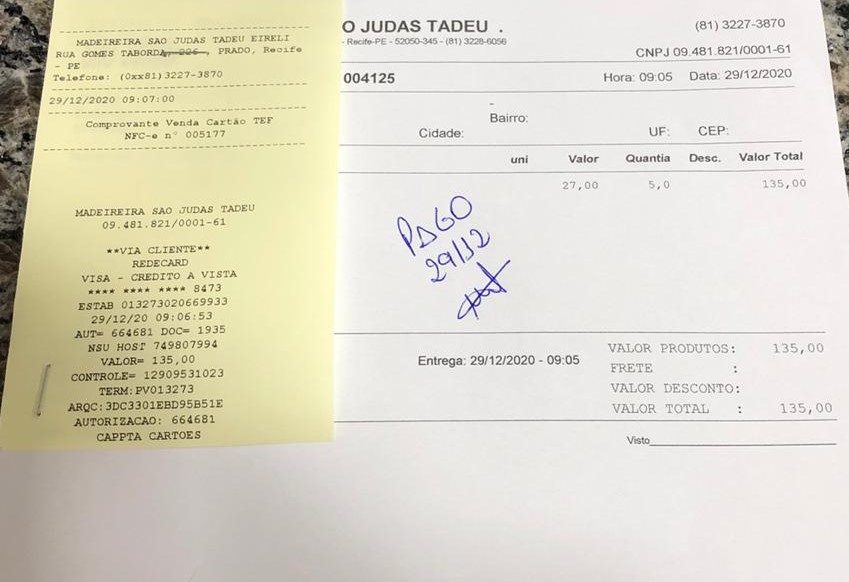 MADEIREIRA SAO JUDAS TADEU EIRELI
RUA GOMES TABORDA, 226 , PRADO, Recife
- PE
Telefone: (0xx81)3227-3870
29/12/2020 09:07:00
Comprovante Venda Cartão TEF
NFC-e n° 005177
MADEIREIRA SAO JUDAS TADEU
09.481.821/0001-61
**VIA CLIENTE**
REDECARD
VISA - CREDITO A VISTA
**** **** **** 8473
ESTAB 013273020669933
29/12/20 09:06:53
AUT= 664681 DOC= 1935
NSU HOST 749807994
VALOR= 135,00
CONTROLE= 12909531023
TERM:PV013273
ARQC:3DC3301EBD95B51E
AUTORIZACAO: 664681
CAPPTA CARTOES
O JUDAS TADEU .
(81) 3227-3870
- Recife-PE - 52050-345 - (81) 3228-6056
CNPJ 09.481.821/0001-61
004125 Hora: 09:05 Data: 29/12/2020
-
Bairro:
Cidade: UF: CEP:
uni Valor Quantia Desc. Valor Total
27,00 5,0 135,00
PAGO
29/12
Entrega: 29/12/2020 - 09:05
VALOR PRODUTOS: 135,00
FRETE :
VALOR DESCONTO:
VALOR TOTAL : 135,00
Visto